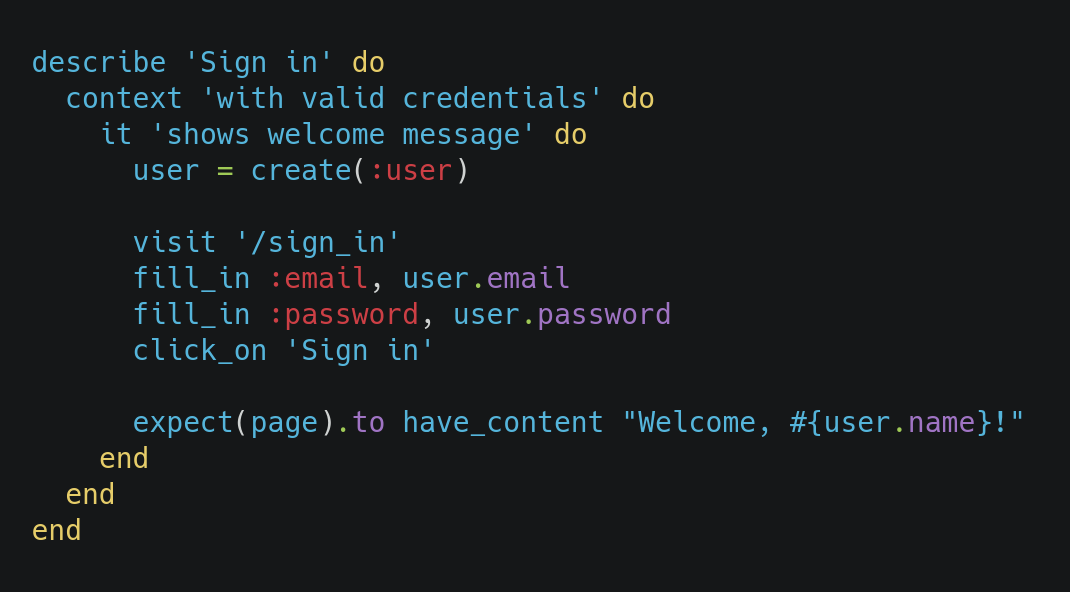 describe 'Sign in' do
  context 'with valid credentials' do
    it 'shows welcome message' do
      user = create(:user)

      visit '/sign_in'
      fill_in :email, user.email
      fill_in :password, user.password
      click_on 'Sign in'

      expect(page).to have_content "Welcome, #{user.name}!"
    end
  end
end